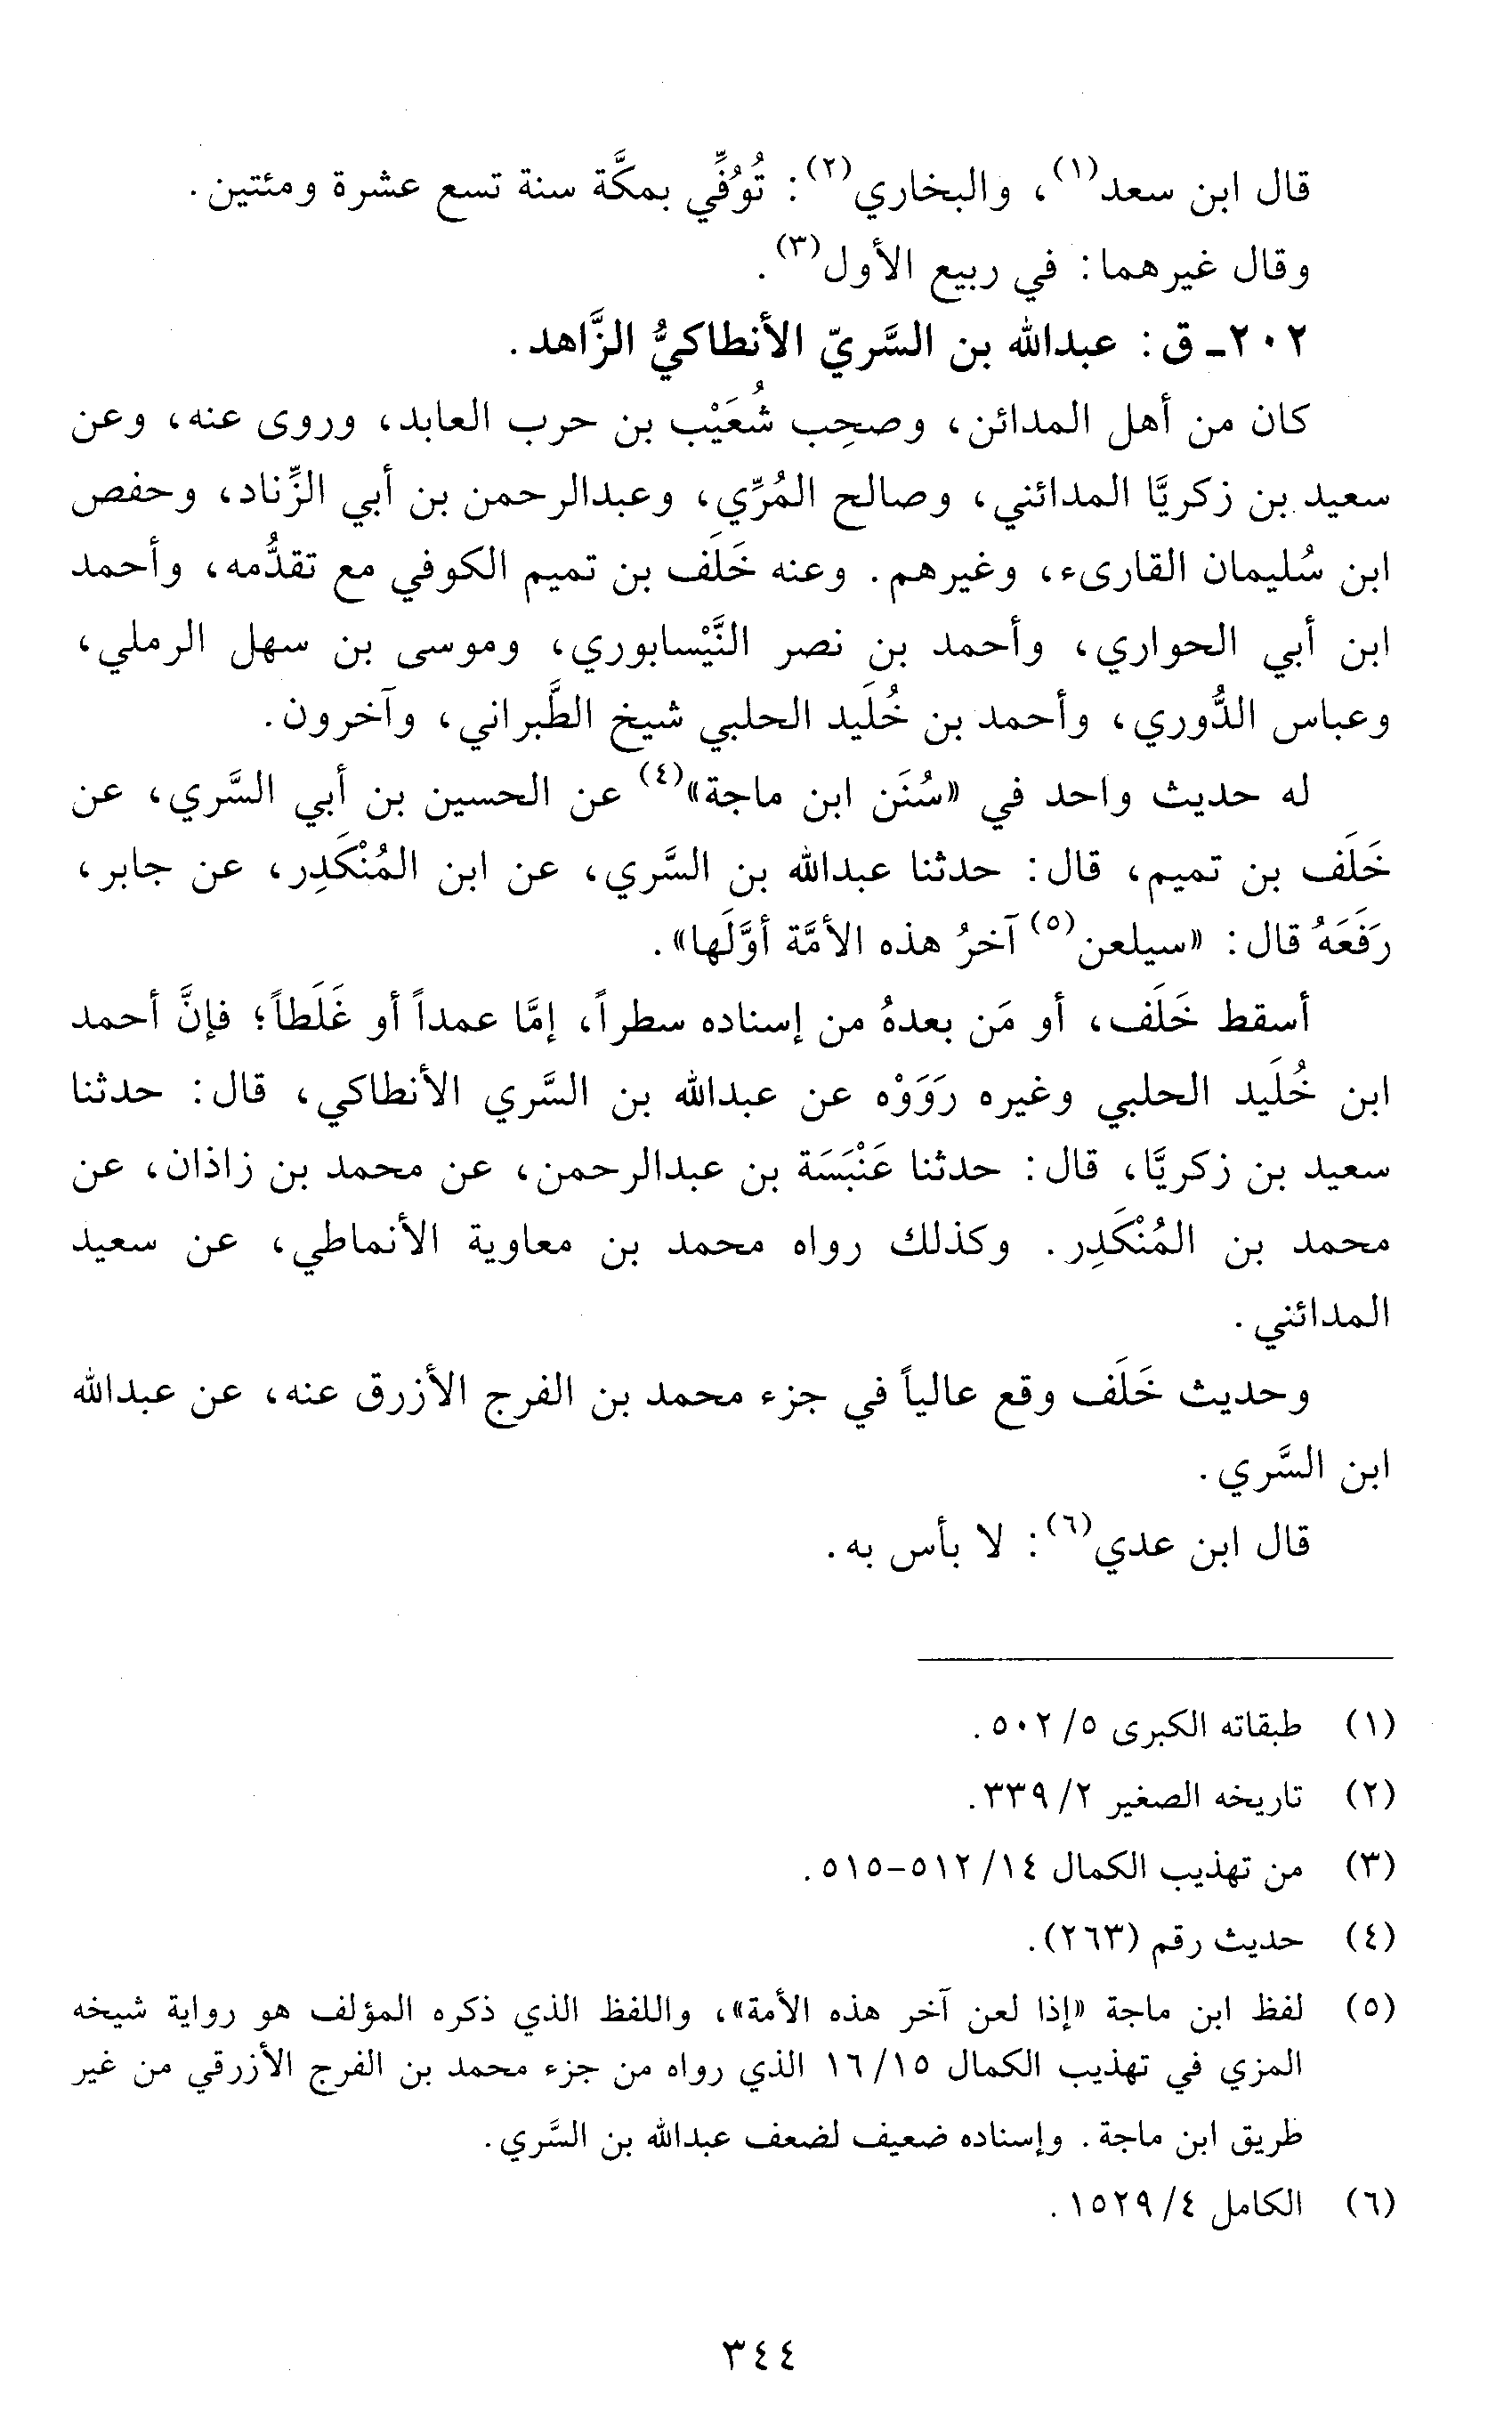 قال ابن سعد(١)، والبخاري(٢): تُوُفِّي بمكَّة سنة تسع عشرة ومئتين.
وقال غيرهما: في ربيع الأول(٣).
٢٠٢- ق: عبدالله بن السَّريّ الأنطاكيُّ الزَّاهد.
كان من أهل المدائن، وصحِب شُعَيْب بن حرب العابد، وروى عنه، وعن
سعيد بن زكريَّا المدائني، وصالح المُرِّي، وعبدالرحمن بن أبي الزِّناد، وحفص
ابن سُليمان القارىء، وغيرهم. وعنه خَلَف بن تميم الكوفي مع تقدُّمه، وأحمد
ابن أبي الحواري، وأحمد بن نصر النَّيْسابوري، وموسى بن سهل الرملي،
وعباس الدُّوري، وأحمد بن خُلَيد الحلبي شيخ الطَّبراني، وآخرون.
له حديث واحد في «سُنَن ابن ماجة»(٤) عن الحسين بن أبي السَّري، عن
خَلَف بن تميم، قال: حدثنا عبدالله بن السَّري، عن ابن المُنْكَدِر، عن جابر،
رَفَعَهُ قال: «سيلعن(٥) آخرُ هذه الأمَّة أوَّلَها».
أسقط خَلَف، أو مَن بعدهُ من إسناده سطراً، إمَّا عمداً أو غَلَطاً؛ فإنَّ أحمد
ابن خُلَيد الحلبي وغيره رَوَوْه عن عبدالله بن السَّري الأنطاكي، قال: حدثنا
سعيد بن زكريَّا، قال: حدثنا عَنْبَسَة بن عبدالرحمن، عن محمد بن زاذان، عن
محمد بن المُنْكَدِر. وكذلك رواه محمد بن معاوية الأنماطي، عن سعيد
المدائني.
وحديث خَلَف وقع عالياً في جزء محمد بن الفرج الأزرق عنه، عن عبدالله
ابن السَّري.
قال ابن عدي(٦): لا بأس به.
(١) طبقاته الكبرى ٥/ ٥٠٢.
(٢) تاريخه الصغير ٢/ ٣٣٩.
(٣) من تهذيب الكمال ١٤/ ٥١٢-٥١٥.
(٤) حديث رقم (٢٦٣).
(٥) لفظ ابن ماجة «إذا لعن آخر هذه الأمة»، واللفظ الذي ذكره المؤلف هو رواية شيخه
المزي في تهذيب الكمال ١٥/ ١٦ الذي رواه من جزء محمد بن الفرج الأزرقي من غير
طريق ابن ماجة. وإسناده ضعيف لضعف عبدالله بن السَّري.
(٦) الكامل ٤/ ١٥٢٩.
٣٤٤